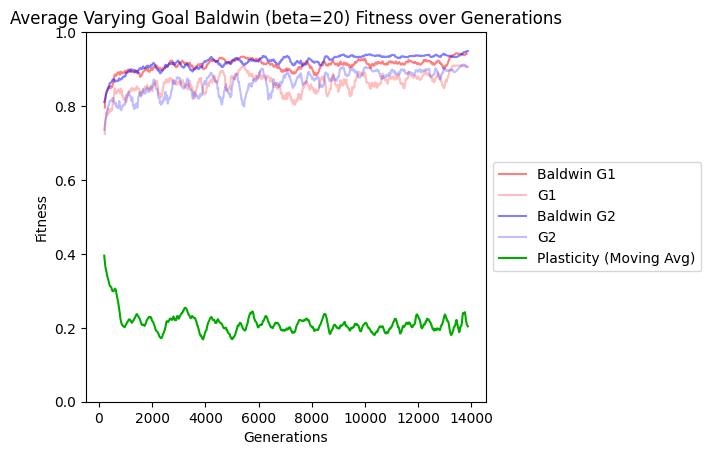 Average Varying Goal Baldwin (beta=20) Fitness over Generations
1.0
0.8
0.6
0.4
0.2
0.0
Fitness
0 2000 4000 6000 8000 10000 12000 14000
Generations
Baldwin G1
G1
Baldwin G2
G2
Plasticity (Moving Avg)